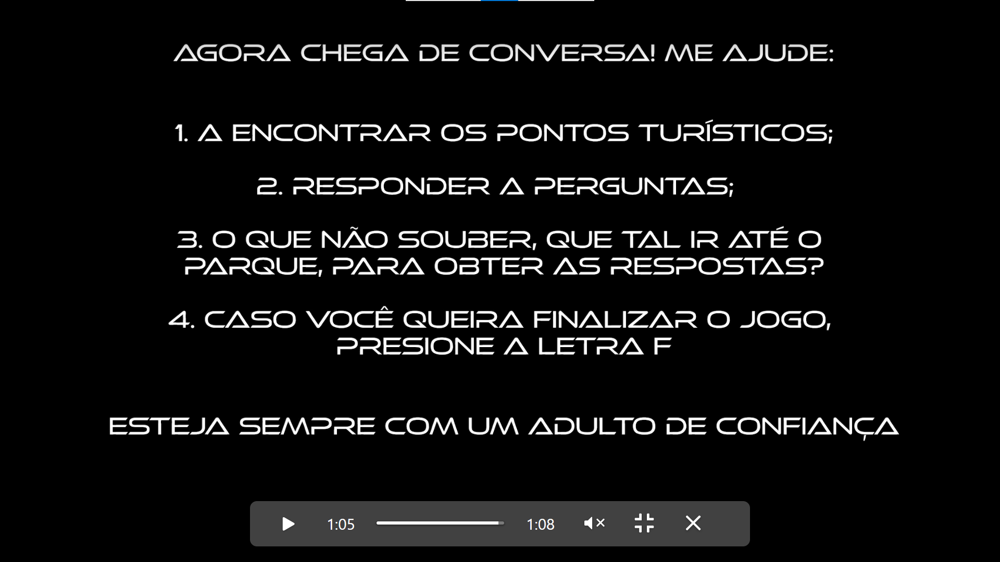 AGORA CHEGA DE CONVERSA! ME AJUDE:
1. A ENCONTRAR OS PONTOS TURÍSTICOS;
2. RESPONDER A PERGUNTAS;
3. O QUE NÃO SOUBER, QUE TAL IR ATÉ O
PARQUE, PARA OBTER AS RESPOSTAS?
4. CASO VOCÊ QUEIRA FINALIZAR O JOGO,
PRESIONE A LETRA F
ESTEJA SEMPRE COM UM ADULTO DE CONFIANÇA
1:05 1:08